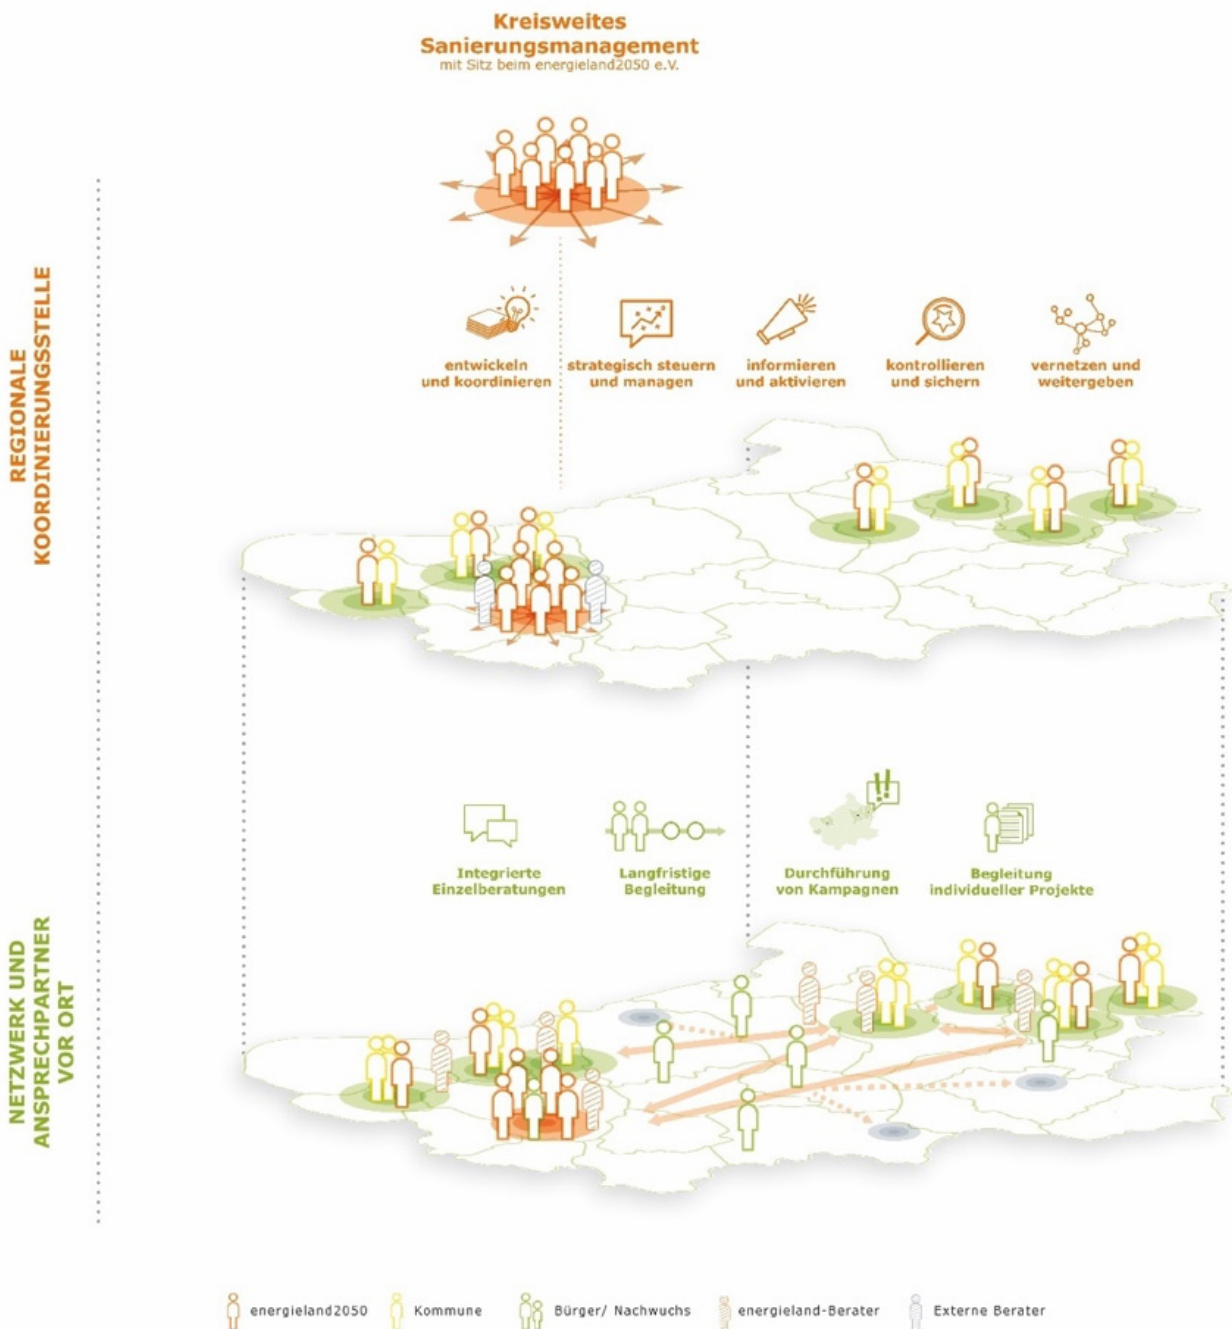 Kreisweites
Sanierungsmanagement
mit Sitz beim energieland2050 e.V.
REGIONALE
KOORDINIERUNGSSTELLE
entwickeln
und koordinieren
strategisch steuern
und managen
informieren
und aktivieren
kontrollieren
und sichern
vernetzen und
weitergeben
NETZWERK UND
ANSPRECHPARTNER
VOR ORT
Integrierte
Einzelberatungen
Langfristige
Begleitung
!!
Durchführung
von Kampagnen
Begleitung
individueller Projekte
energieland2050
Kommune
Bürger/ Nachwuchs
energieland-Berater
Externe Berater